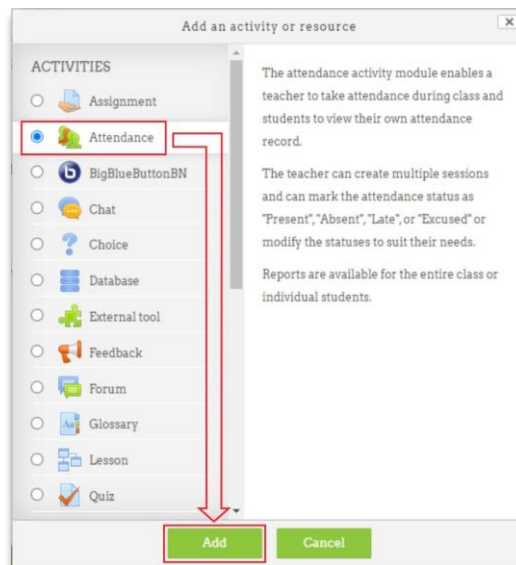 Add an activity or resource
x
ACTIVITIES
Assignment
Attendance
BigBlueButtonBN
Chat
Choice
Database
External tool
Feedback
Forum
Glossary
Lesson
Quiz
The attendance activity module enables a
teacher to take attendance during class and
students to view their own attendance
record.
The teacher can create multiple sessions
and can mark the attendance status as
"Present", "Absent", "Late", or "Excused" or
modify the statuses to suit their needs.
Reports are available for the entire class or
individual students.
Add
Cancel